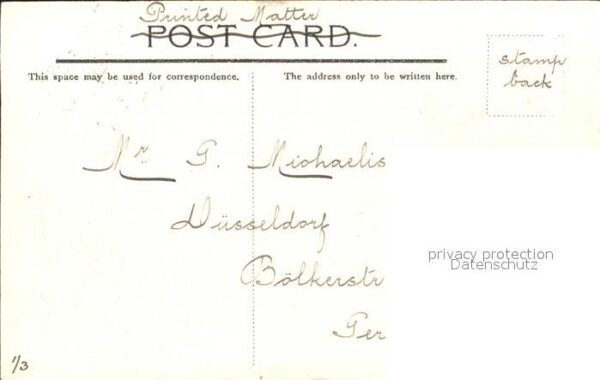 Printed Matter
POST CARD.
This space may be used for correspondence.
The address only to be written here.
stamp
back
Mr. P. Michaelis
Düsseldorf
Bölkerstr
Ger
privacy protection
Datenschutz
1/3